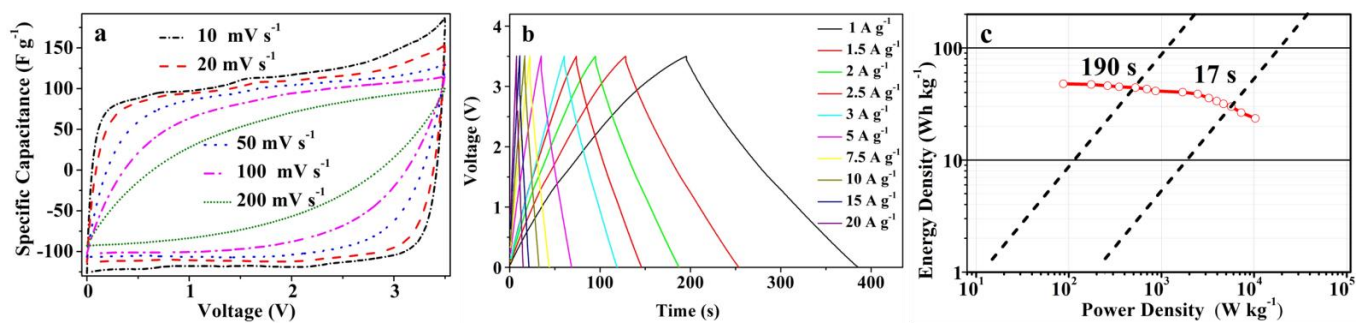 a
10 mV s⁻¹
20 mV s⁻¹
50 mV s⁻¹
100 mV s⁻¹
200 mV s⁻¹
Specific Capacitance (F g⁻¹)
150
100
50
0
-50
-100
0
1
2
3
Voltage (V)
b
1 A g⁻¹
1.5 A g⁻¹
2 A g⁻¹
2.5 A g⁻¹
3 A g⁻¹
5 A g⁻¹
7.5 A g⁻¹
10 A g⁻¹
15 A g⁻¹
20 A g⁻¹
Voltage (V)
4
3
2
1
0
0 100 200 300 400
Time (s)
c
190 s
17 s
Energy Density(Wh kg⁻¹)
100
10
1
10¹ 10² 10³ 10⁴ 10⁵
Power Density (W kg⁻¹)